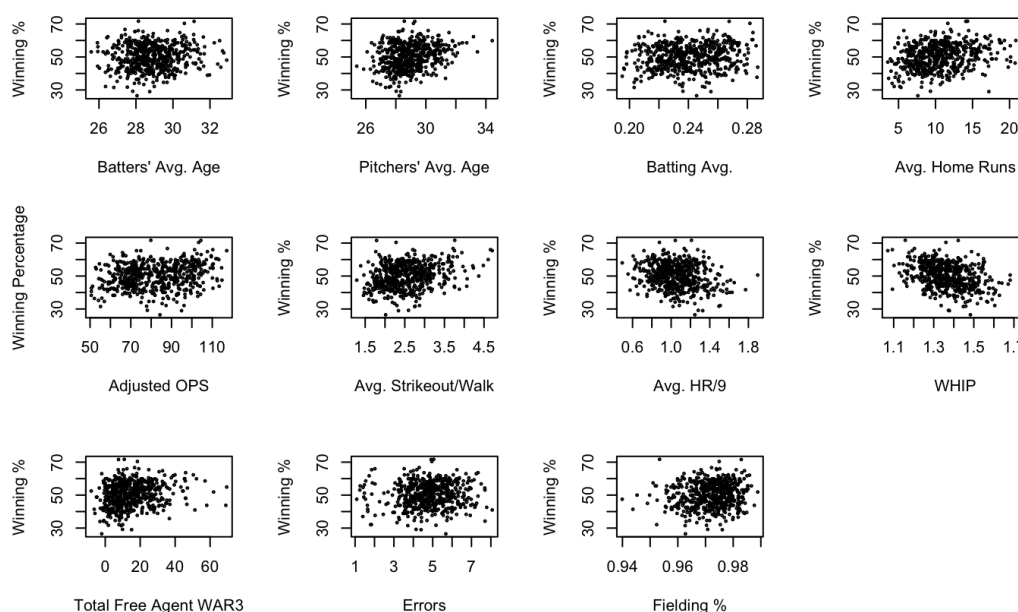 Winning %
30 50 70
26 28 30 32
Batters' Avg. Age
Winning %
30 50 70
26 30 34
Pitchers' Avg. Age
Winning %
30 50 70
0.20 0.24 0.28
Batting Avg.
Winning %
30 50 70
5 10 15 20
Avg. Home Runs
Winning Percentage
30 50 70
50 70 90 110
Adjusted OPS
Winning %
30 50 70
1.5 2.5 3.5 4.5
Avg. Strikeout/Walk
Winning %
30 50 70
0.6 1.0 1.4 1.8
Avg. HR/9
Winning %
30 50 70
1.1 1.3 1.5 1.7
WHIP
Winning %
30 50 70
0 20 40 60
Total Free Agent WAR3
Winning %
30 50 70
1 3 5 7
Errors
Winning %
30 50 70
0.94 0.96 0.98
Fielding %